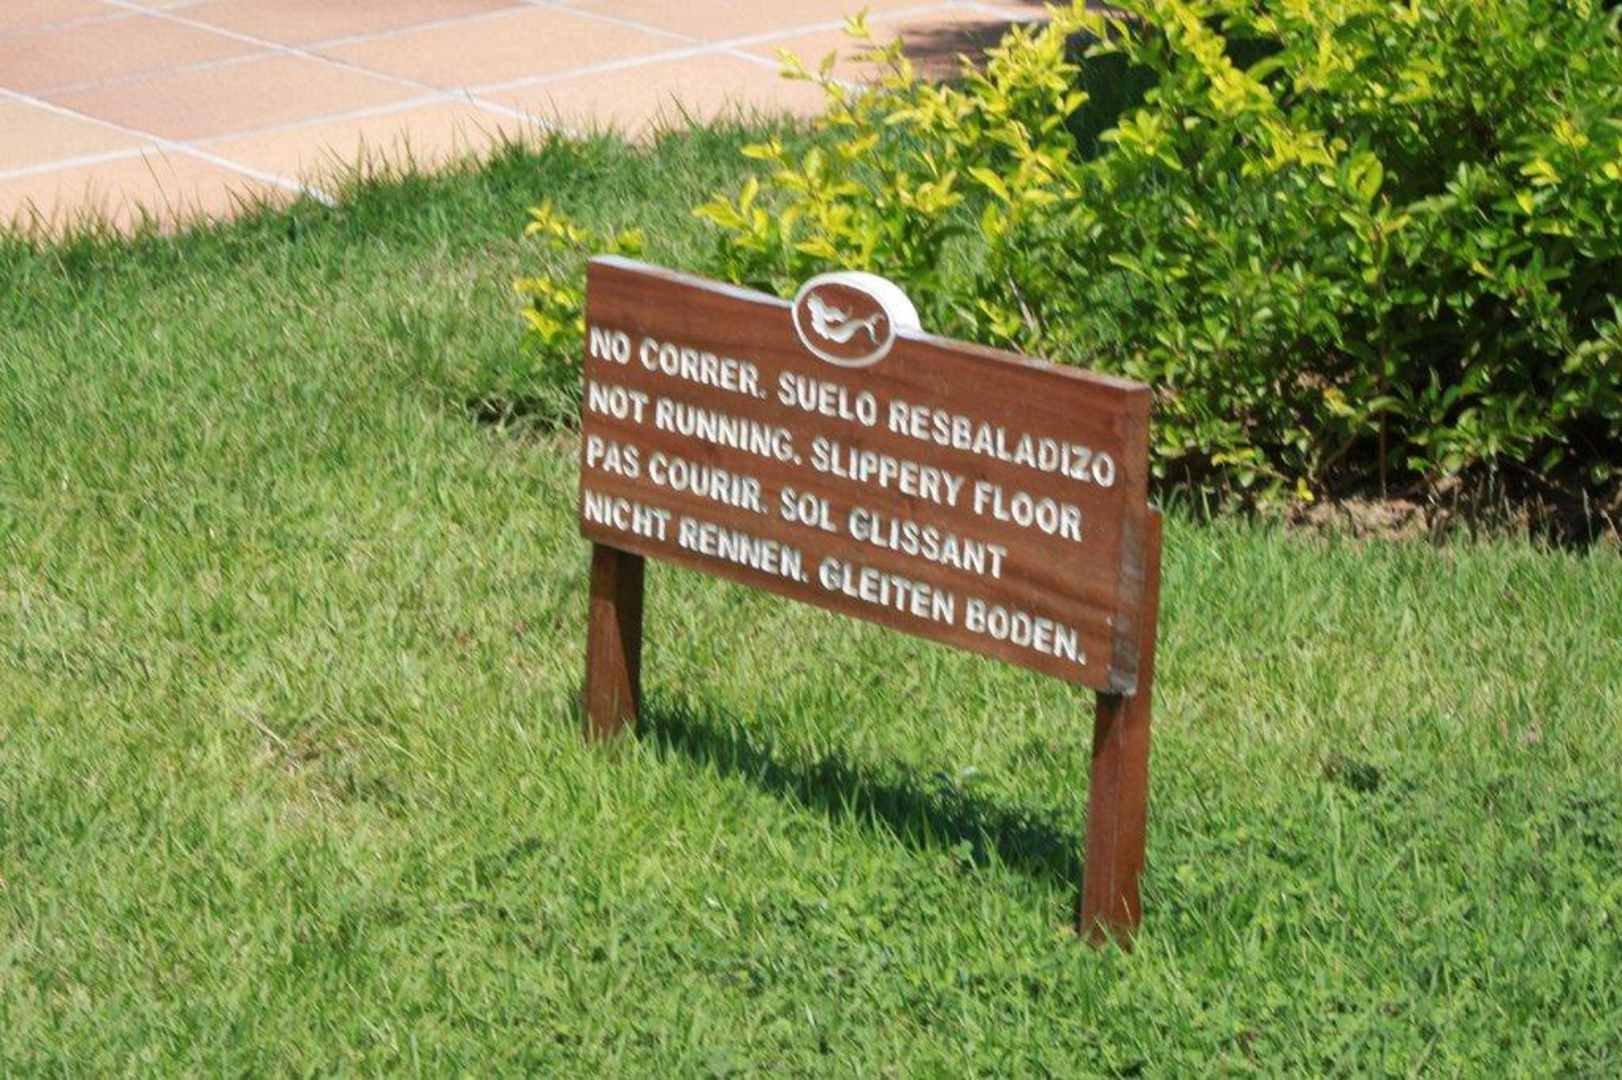 NO CORRER. SUELO RESBALADIZO
NOT RUNNING. SLIPPERY FLOOR
PAS COURIR. SOL GLISSANT
NICHT RENNEN. GLEITEN BODEN.